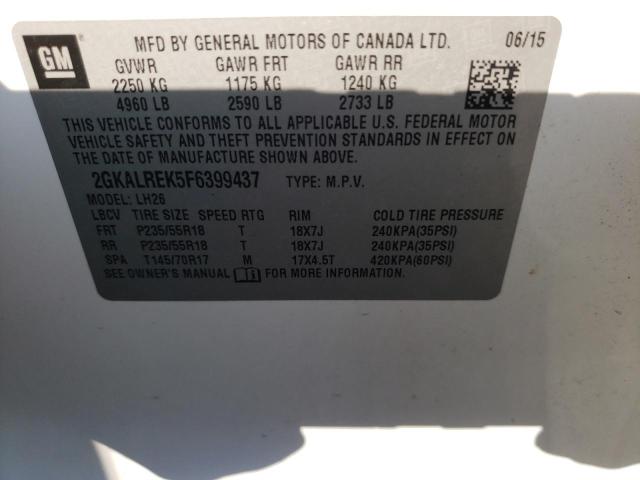 GM
MFD BY GENERAL MOTORS OF CANADA LTD. 06/15
GVWR GAWR FRT GAWR RR
2250 KG 1175 KG 1240 KG
4960 LB 2590 LB 2733 LB
THIS VEHICLE CONFORMS TO ALL APPLICABLE U.S. FEDERAL MOTOR
VEHICLE SAFETY AND THEFT PREVENTION STANDARDS IN EFFECT ON
THE DATE OF MANUFACTURE SHOWN ABOVE.
2GKALREK5F6399437 TYPE: M.P.V.
MODEL: LH26
LBCV TIRE SIZE SPEED RTG RIM COLD TIRE PRESSURE
FRT P235/55R18 T 18X7J 240KPA(35PSI)
RR P235/55R18 T 18X7J 240KPA(35PSI)
SPA T145/70R17 M 17X4.5T 420KPA(60PSI)
SEE OWNER'S MANUAL FOR MORE INFORMATION.